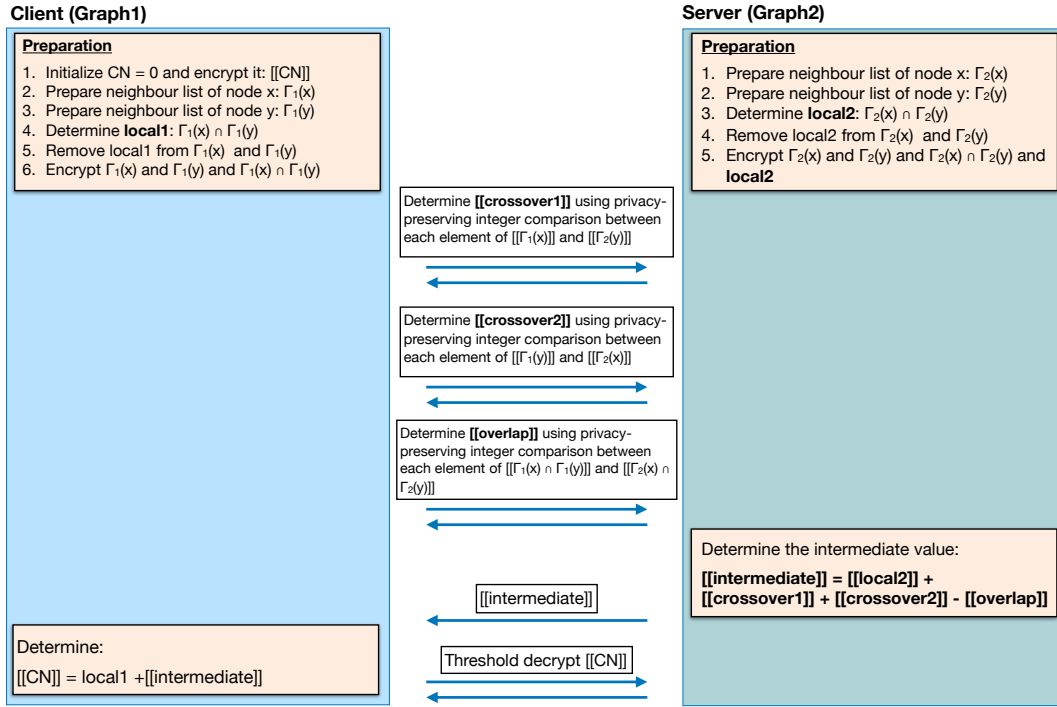 Client (Graph1)
Preparation
1. Initialize CN = 0 and encrypt it: [[CN]]
2. Prepare neighbour list of node x: Γ₁(x)
3. Prepare neighbour list of node y: Γ₁(y)
4. Determine local1: Γ₁(x) ∩ Γ₁(y)
5. Remove local1 from Γ₁(x) and Γ₁(y)
6. Encrypt Γ₁(x) and Γ₁(y) and Γ₁(x) ∩ Γ₁(y)
Server (Graph2)
Preparation
1. Prepare neighbour list of node x: Γ₂(x)
2. Prepare neighbour list of node y: Γ₂(y)
3. Determine local2: Γ₂(x) ∩ Γ₂(y)
4. Remove local2 from Γ₂(x) and Γ₂(y)
5. Encrypt Γ₂(x) and Γ₂(y) and Γ₂(x) ∩ Γ₂(y) and
local2
Determine [[crossover1]] using privacy-
preserving integer comparison between
each element of [[Γ₁(x)]] and [[Γ₂(y)]]
Determine [[crossover2]] using privacy-
preserving integer comparison between
each element of [[Γ₁(y)]] and [[Γ₂(x)]]
Determine [[overlap]] using privacy-
preserving integer comparison between
each element of [[Γ₁(x) ∩ Γ₁(y)]] and [[Γ₂(x) ∩
Γ₂(y)]]
Determine the intermediate value:
[[intermediate]] = [[local2]] +
[[crossover1]] + [[crossover2]] - [[overlap]]
[[intermediate]]
Determine:
[[CN]] = local1 +[[intermediate]]
Threshold decrypt [[CN]]